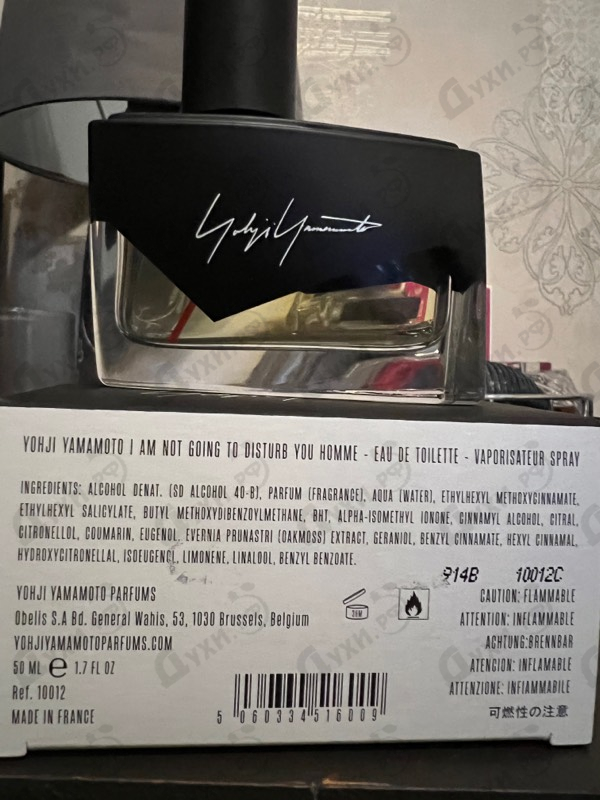 Yohji Yamamoto
YOHJI YAMAMOTO I AM NOT GOING TO DISTURB YOU HOMME - EAU DE TOILETTE - VAPORISATEUR SPRAY
INGREDIENTS: ALCOHOL DENAT. (SD ALCOHOL 40-B), PARFUM (FRAGRANCE), AQUA (WATER), ETHYLHEXYL METHOXYCINNAMATE,
ETHYLHEXYL SALICYLATE, BUTYL METHOXYDIBENZOYLMETHANE, BHT, ALPHA-ISOMETHYL IONONE, CINNAMYL ALCOHOL, CITRAL,
CITRONELLOL, COUMARIN, EUGENOL, EVERNIA PRUNASTRI (OAKMOSS) EXTRACT, GERANIOL, BENZYL CINNAMATE, HEXYL CINNAMAL,
HYDROXYCITRONELLAL, ISOEUGENOL, LIMONENE, LINALOOL, BENZYL BENZOATE.
914B 10012C
YOHJI YAMAMOTO PARFUMS
Obelis S.A Bd. General Wahis, 53, 1030 Brussels, Belgium
YOHJIYAMAMOTOPARFUMS.COM
50 ML e 1.7 FL OZ
Ref. 10012
MADE IN FRANCE
36M
CAUTION: FLAMMABLE
ATTENTION: INFLAMMABLE
ACHTUNG:BRENNBAR
ATENCION: INFLAMABLE
ATTENZIONE: INFIAMMABILE
可燃性の注意
5 060334 516009
Духи.рф